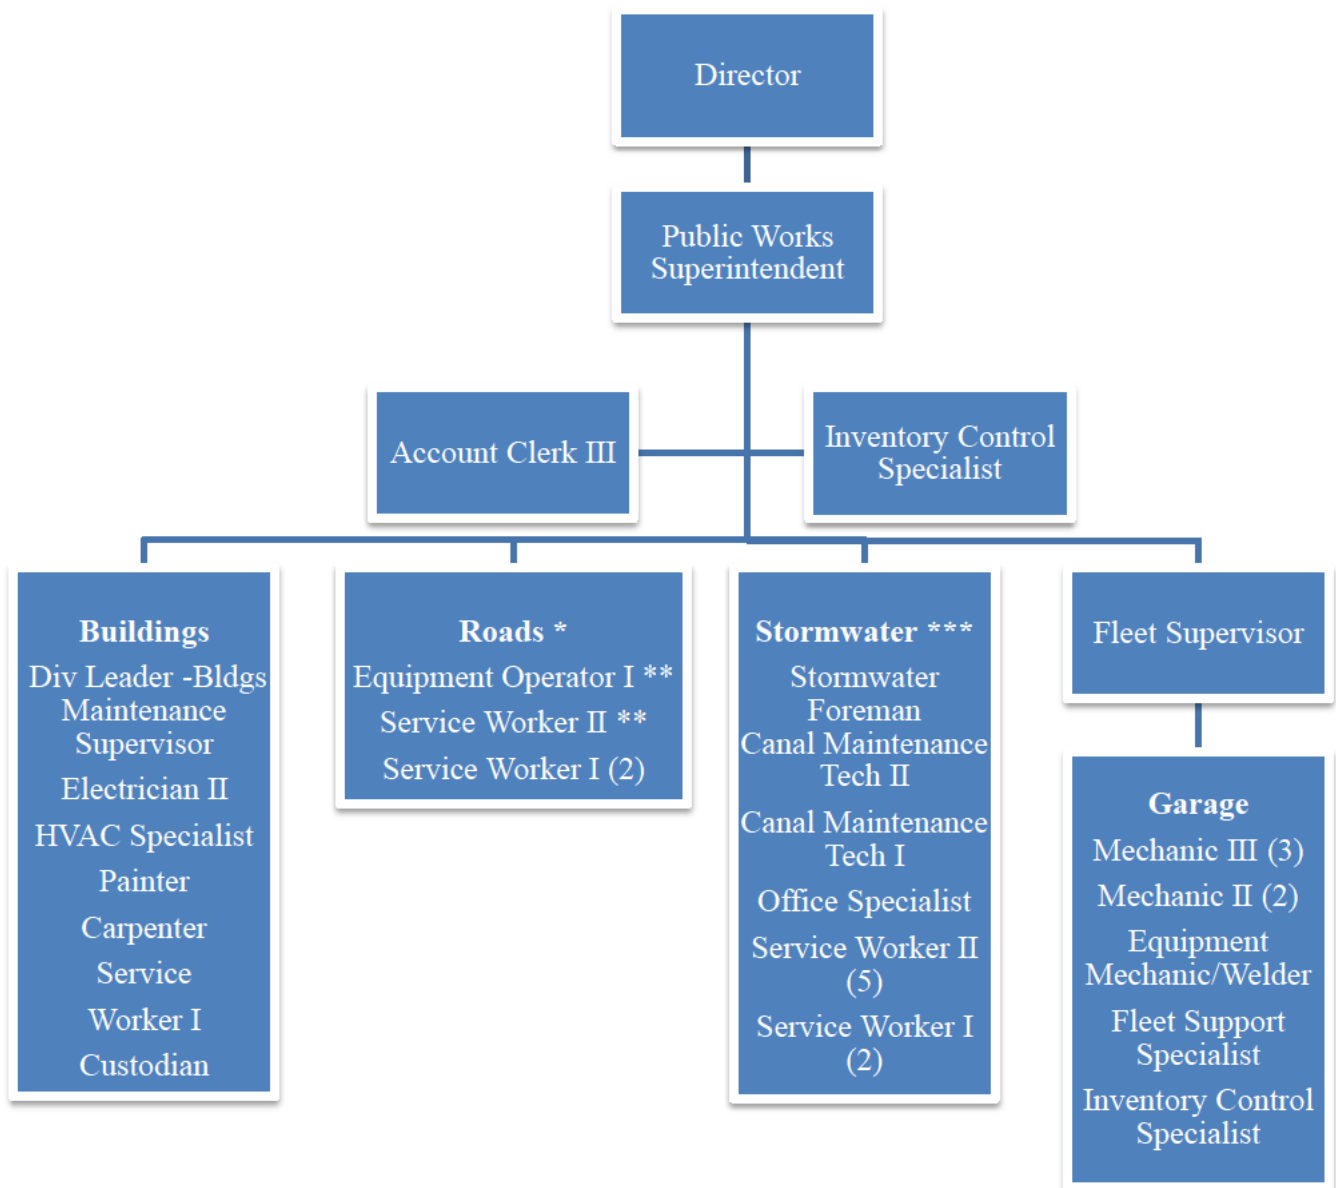 Director
Public Works
Superintendent
Account Clerk III
Inventory Control
Specialist
Buildings
Div Leader -Bldgs
Maintenance
Supervisor
Electrician II
HVAC Specialist
Painter
Carpenter
Service
Worker I
Custodian
Roads *
Equipment Operator I **
Service Worker II **
Service Worker I (2)
Stormwater ***
Stormwater
Foreman
Canal Maintenance
Tech II
Canal Maintenance
Tech I
Office Specialist
Service Worker II
(5)
Service Worker I
(2)
Fleet Supervisor
Garage
Mechanic III (3)
Mechanic II (2)
Equipment
Mechanic/Welder
Fleet Support
Specialist
Inventory Control
Specialist